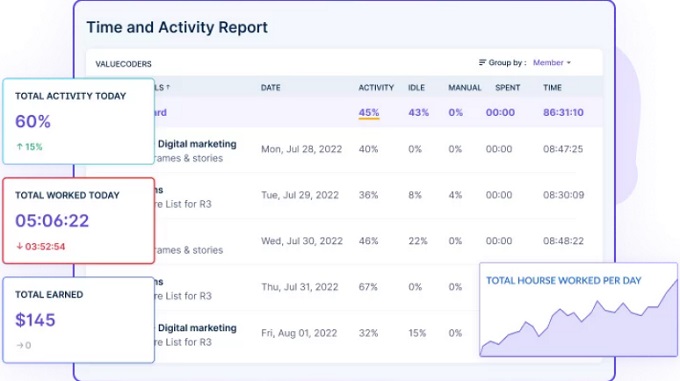 Time and Activity Report
VALUECODERS
Group by : Member
LS ↑ DATE ACTIVITY IDLE MANUAL SPENT TIME
ard 45% 43% 0% 00:00 86:31:10
Digital marketing
rames & stories
Mon, Jul 28, 2022 40% 0% 0% 00:00 08:47:25
ns
re List for R3
Tue, Jul 29, 2022 36% 8% 4% 00:00 08:30:09
rames & stories
Wed, Jul 30, 2022 46% 22% 0% 00:00 08:48:22
ns
re List for R3
Thu, Jul 31, 2022 67% 0% 0%
Digital marketing
re List for R3
Fri, Aug 01, 2022 32% 15% 0%
TOTAL ACTIVITY TODAY
60%
↑ 15%
TOTAL WORKED TODAY
05:06:22
↓ 03:52:54
TOTAL EARNED
$145
→ 0
TOTAL HOURSE WORKED PER DAY